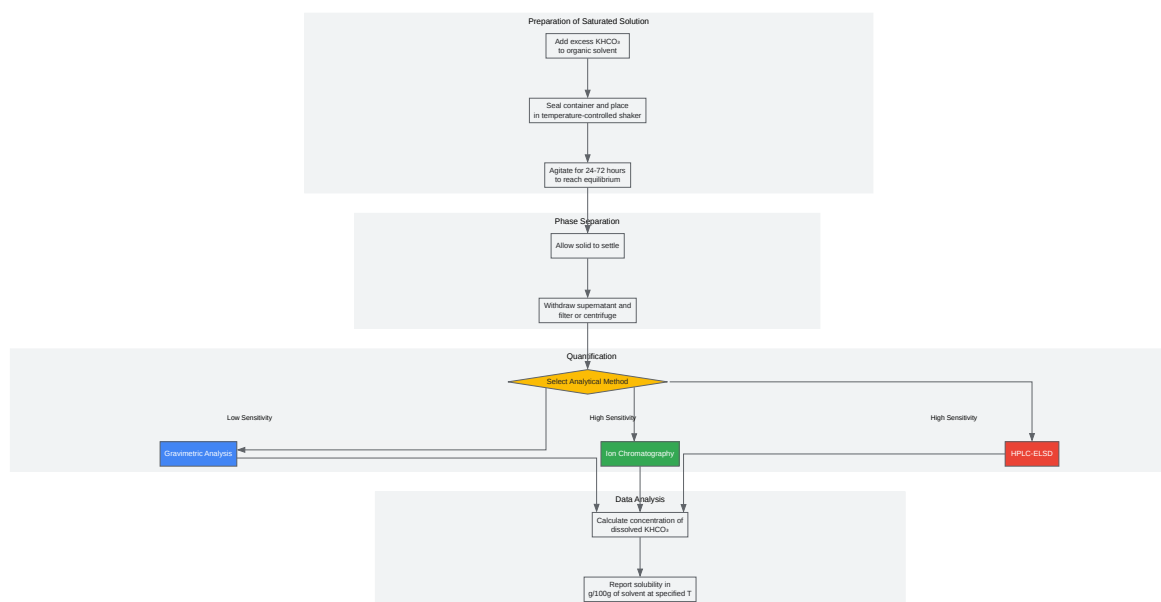 Preparation of Saturated Solution
Add excess KHCO₃
to organic solvent
Seal container and place
in temperature-controlled shaker
Agitate for 24-72 hours
to reach equilibrium
Phase Separation
Allow solid to settle
Withdraw supernatant and
filter or centrifuge
Quantification
Select Analytical Method
Low Sensitivity
High Sensitivity
High Sensitivity
Gravimetric Analysis
Ion Chromatography
HPLC-ELSD
Data Analysis
Calculate concentration of
dissolved KHCO₃
Report solubility in
g/100g of solvent at specified T